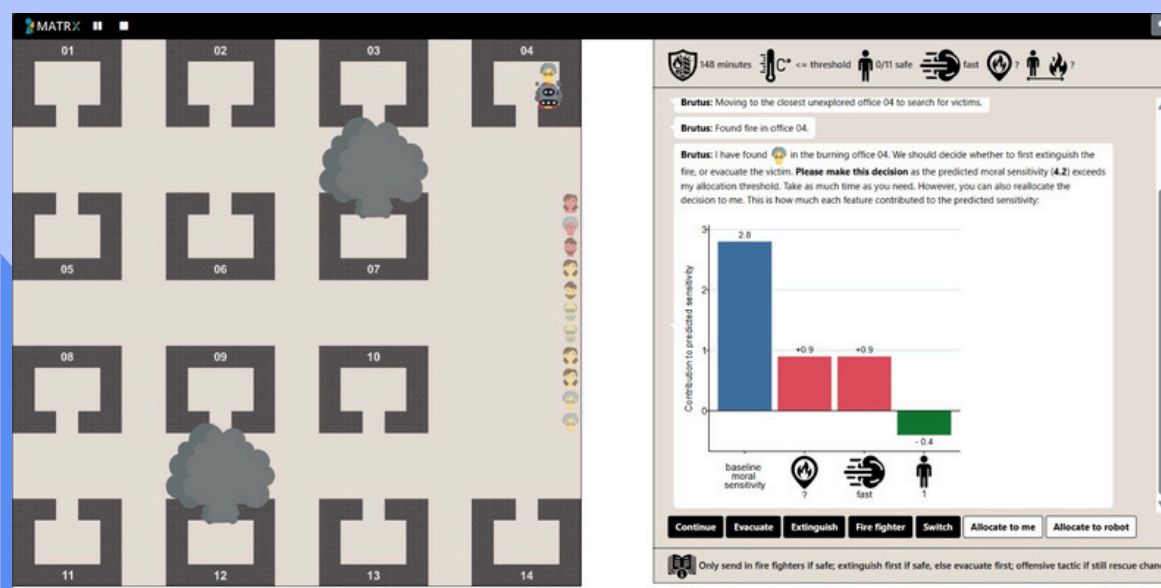 MATRX
01 02 03 04
05 06 07
08 09 10
11 12 13 14
148 minutes C° <= threshold 0/11 safe fast ? ?
Brutus: Moving to the closest unexplored office 04 to search for victims.
Brutus: Found fire in office 04.
Brutus: I have found in the burning office 04. We should decide whether to first extinguish the
fire, or evacuate the victim. Please make this decision as the predicted moral sensitivity (4.2) exceeds
my allocation threshold. Take as much time as you need. However, you can also reallocate the
decision to me. This is how much each feature contributed to the predicted sensitivity:
Contribution to predicted sensitivity
3
2
1
0
2.8
+0.9
+0.9
- 0.4
baseline
moral
sensitivity
?
fast
1
Continue Evacuate Extinguish Fire fighter Switch Allocate to me Allocate to robot
Only send in fire fighters if safe; extinguish first if safe, else evacuate first; offensive tactic if still rescue chanc